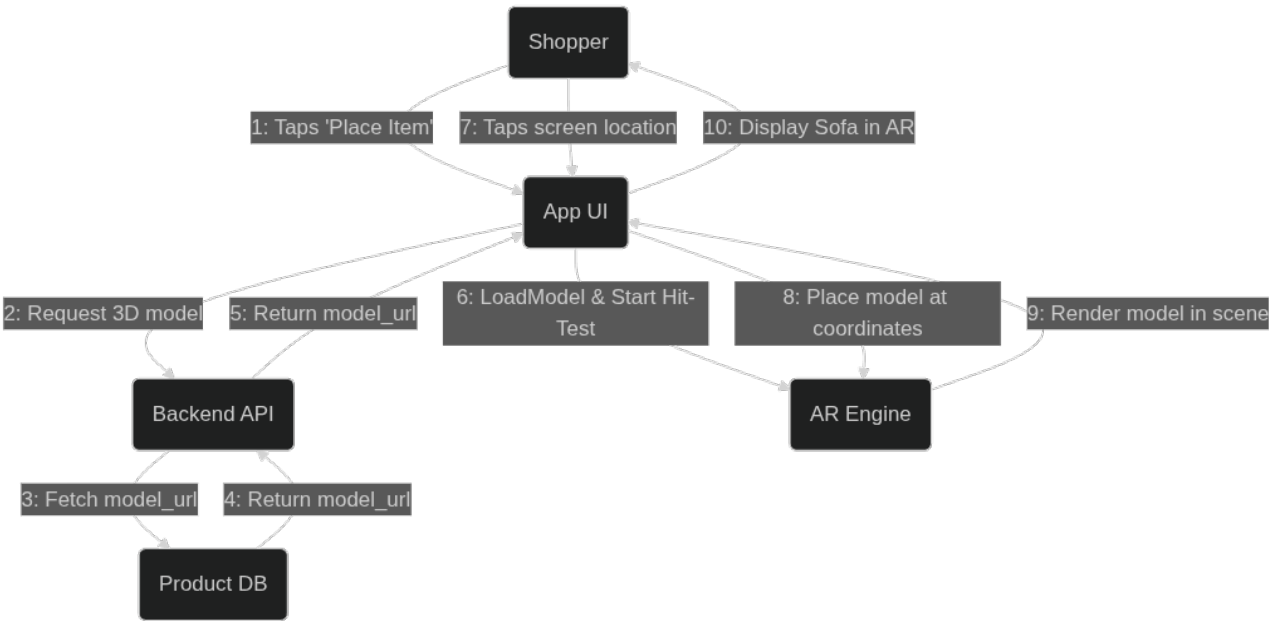 Shopper
1: Taps 'Place Item'
7: Taps screen location
10: Display Sofa in AR
App UI
2: Request 3D model
5: Return model_url
6: LoadModel & Start Hit-
Test
8: Place model at
coordinates
9: Render model in scene
Backend API
AR Engine
3: Fetch model_url
4: Return model_url
Product DB